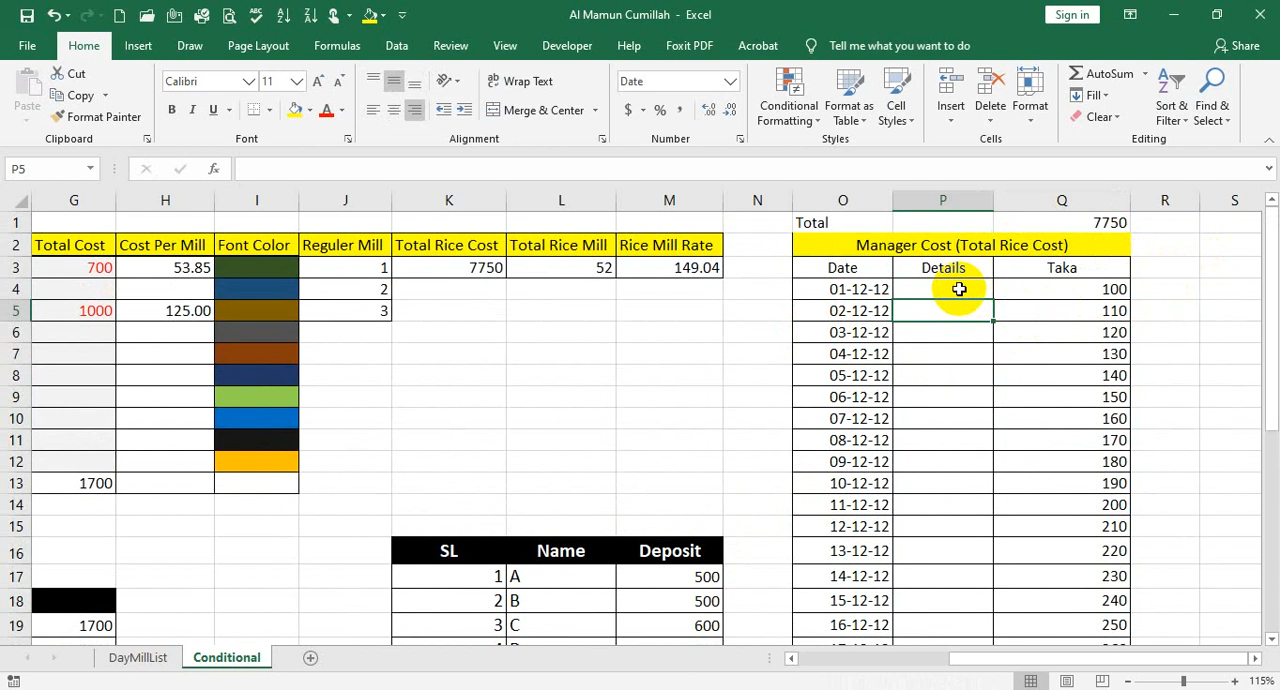 Al Mamun Cumillah - Excel
Sign in
File Home Insert Draw Page Layout Formulas Data Review View Developer Help Foxit PDF Acrobat Tell me what you want to do Share
Paste
Cut
Copy
Format Painter
Clipboard
Calibri 11
B I U
Font
Wrap Text
Merge & Center
Alignment
Date
$ % ,
Number
Conditional Formatting
Format as Table
Cell Styles
Styles
Insert
Delete
Format
Cells
AutoSum
Fill
Clear
Sort & Filter
Find & Select
Editing
P5
fx
G H I J K L M N O P Q R S
1 Total 7750
2 Total Cost Cost Per Mill Font Color Reguler Mill Total Rice Cost Total Rice Mill Rice Mill Rate Manager Cost (Total Rice Cost)
3 700 53.85 1 7750 52 149.04 Date Details Taka
4 2 01-12-12 100
5 1000 125.00 3 02-12-12 110
6 03-12-12 120
7 04-12-12 130
8 05-12-12 140
9 06-12-12 150
10 07-12-12 160
11 08-12-12 170
12 09-12-12 180
13 1700 10-12-12 190
14 11-12-12 200
15 12-12-12 210
16 SL Name Deposit 13-12-12 220
17 1 A 500 14-12-12 230
18 2 B 500 15-12-12 240
19 1700 3 C 600 16-12-12 250
DayMillList Conditional
115%